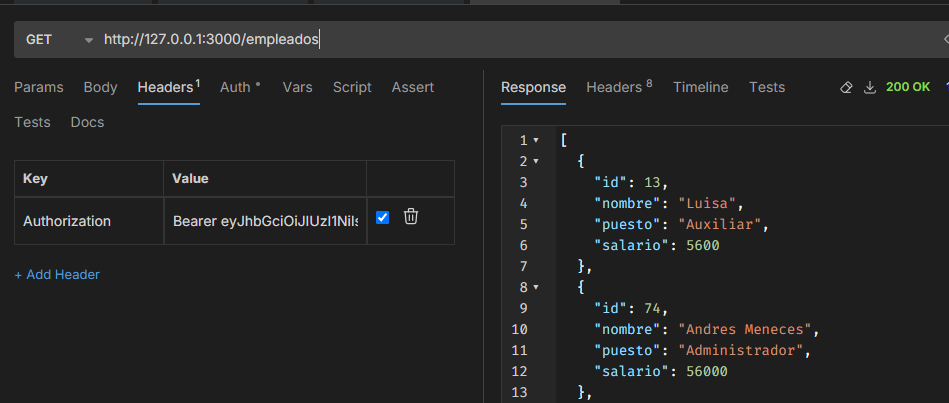 GET http://127.0.0.1:3000/empleados
Params Body Headers 1 Auth Vars Script Assert
Tests Docs
Key Value
Authorization Bearer eyJhbGciOiJIUzI1NiIs
+ Add Header
Response Headers 8 Timeline Tests 200 OK
1 [
2 {
3 "id": 13,
4 "nombre": "Luisa",
5 "puesto": "Auxiliar",
6 "salario": 5600
7 },
8 {
9 "id": 74,
10 "nombre": "Andres Meneces",
11 "puesto": "Administrador",
12 "salario": 56000
13 },